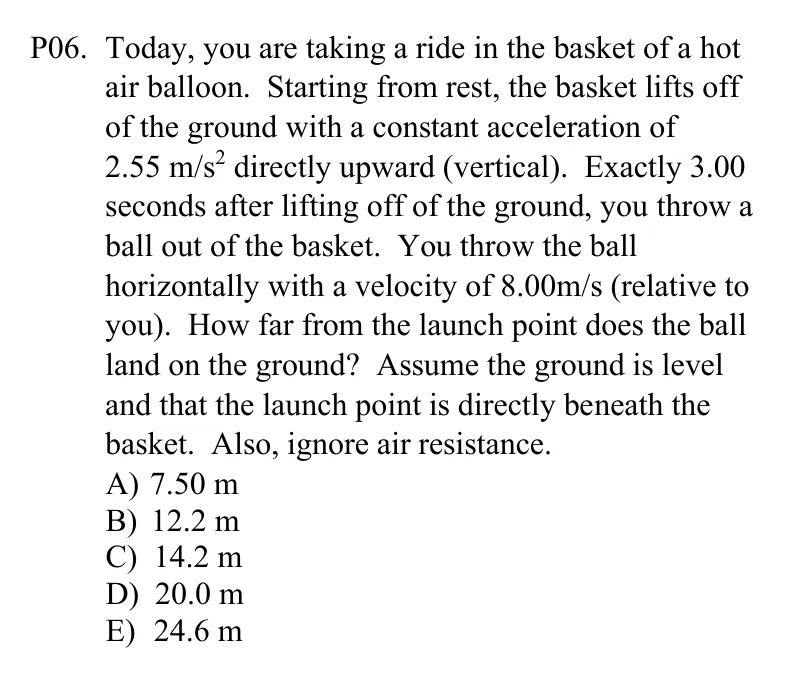 P06. Today, you are taking a ride in the basket of a hot
air balloon. Starting from rest, the basket lifts off
of the ground with a constant acceleration of
2.55 m/s² directly upward (vertical). Exactly 3.00
seconds after lifting off of the ground, you throw a
ball out of the basket. You throw the ball
horizontally with a velocity of 8.00m/s (relative to
you). How far from the launch point does the ball
land on the ground? Assume the ground is level
and that the launch point is directly beneath the
basket. Also, ignore air resistance.
A) 7.50 m
B) 12.2 m
C) 14.2 m
D) 20.0 m
E) 24.6 m